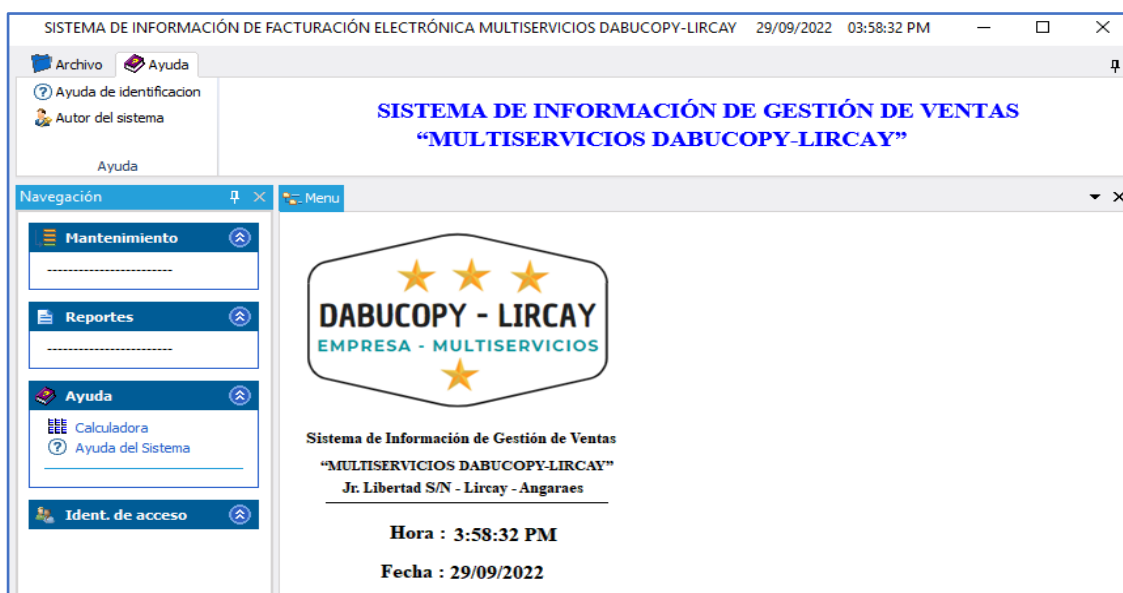 SISTEMA DE INFORMACIÓN DE FACTURACIÓN ELECTRÓNICA MULTISERVICIOS DABUCOPY-LIRCAY 29/09/2022 03:58:32 PM
Archivo Ayuda
Ayuda de identificacion
Autor del sistema
Ayuda
SISTEMA DE INFORMACIÓN DE GESTIÓN DE VENTAS
“MULTISERVICIOS DABUCOPY-LIRCAY”
Navegación
Mantenimiento
------------------------
Reportes
------------------------
Ayuda
Calculadora
Ayuda del Sistema
Ident. de acceso
Menu
DABUCOPY - LIRCAY
EMPRESA - MULTISERVICIOS
Sistema de Información de Gestión de Ventas
“MULTISERVICIOS DABUCOPY-LIRCAY”
Jr. Libertad S/N - Lircay - Angaraes
Hora : 3:58:32 PM
Fecha : 29/09/2022